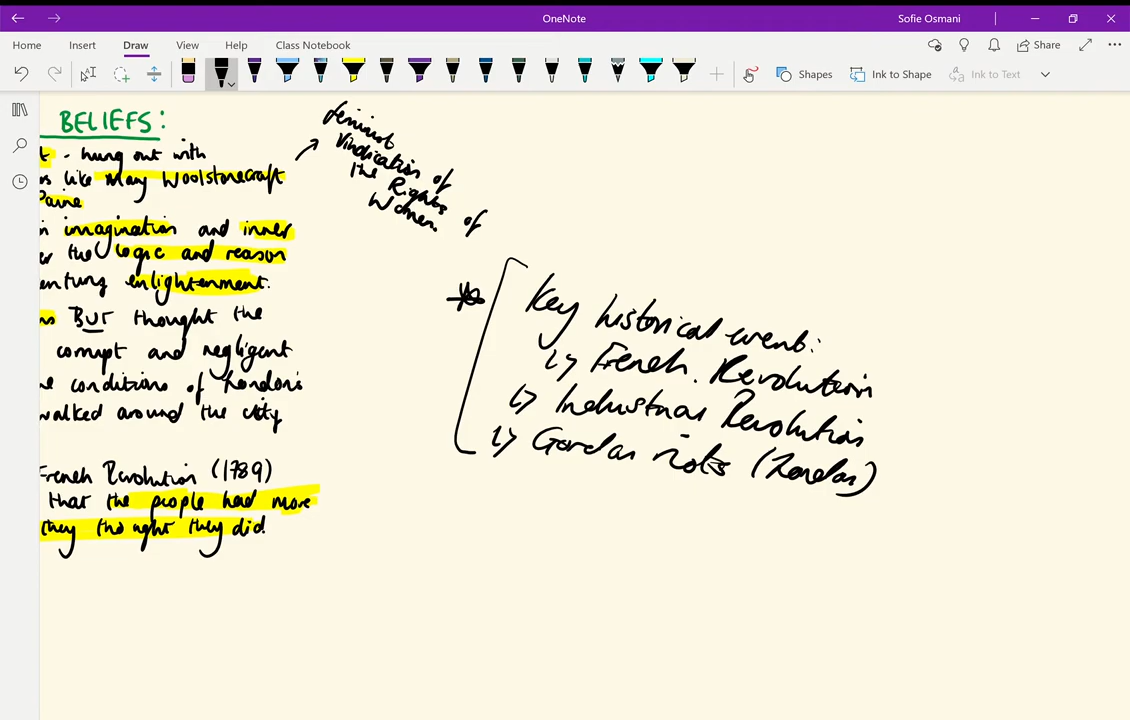 OneNote
Sofie Osmani
Home Insert Draw View Help Class Notebook
Share
Shapes
Ink to Shape
Ink to Text
BELIEFS:
- hung out with
like Mary Woolstonecraft
Paine
imagination and inner
the logic and reason
enlightenment.
BUT thought the
corrupt and negligent
conditions of London's
walked around the city
French Revolution (1789)
that the people had more
they thought they did.
feminist
Vindication of
the Rights
Women. of
Key historical event:
↳ French. Revolution
↳ Industrial Revolution
↳ Gordon riots (London)